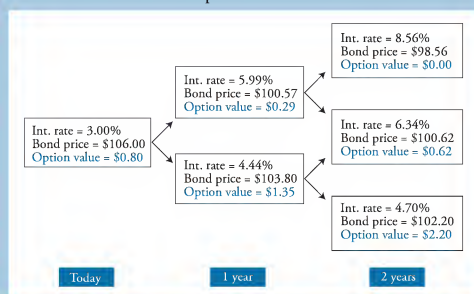 Int. rate = 8.56%
Bond price = $98.56
Option value = $0.00
Int. rate = 5.99%
Bond price = $100.57
Option value = $0.29
Int. rate = 6.34%
Bond price = $100.62
Option value = $0.62
Int. rate = 3.00%
Bond price = $106.00
Option value = $0.80
Int. rate = 4.44%
Bond price = $103.80
Option value = $1.35
Int. rate = 4.70%
Bond price = $102.20
Option value = $2.20
Today
1 year
2 years